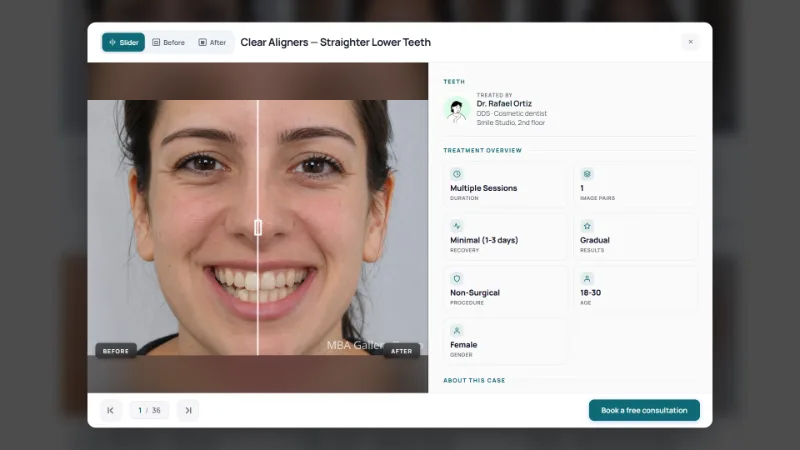 Slider
Before
After
Clear Aligners — Straighter Lower Teeth
×
TEETH
TREATED BY
Dr. Rafael Ortiz
DDS · Cosmetic dentist
Smile Studio, 2nd floor
TREATMENT OVERVIEW
Multiple Sessions
DURATION
1
IMAGE PAIRS
Minimal (1-3 days)
RECOVERY
Gradual
RESULTS
Non-Surgical
PROCEDURE
18-30
AGE
Female
GENDER
ABOUT THIS CASE
MBA Galle
BEFORE
AFTER
1 / 36
Book a free consultation